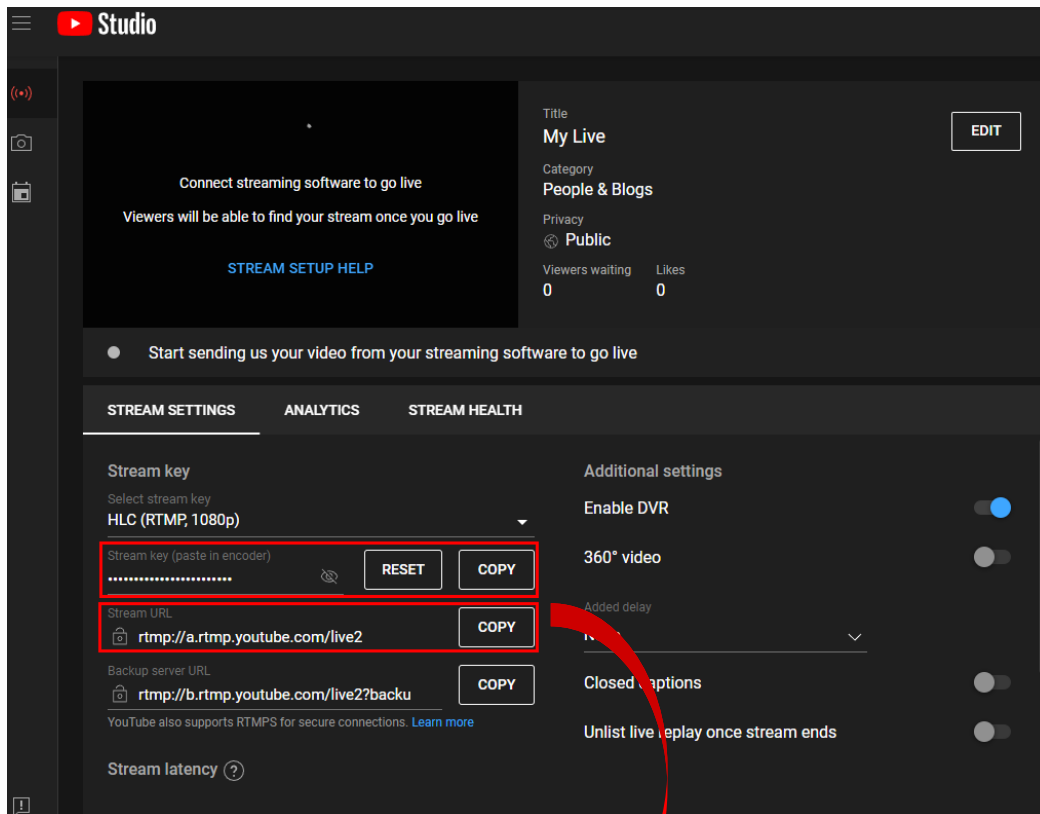 Studio
Title
My Live
EDIT
Connect streaming software to go live
Viewers will be able to find your stream once you go live
STREAM SETUP HELP
Category
People & Blogs
Privacy
Public
Viewers waiting Likes
0 0
Start sending us your video from your streaming software to go live
STREAM SETTINGS ANALYTICS STREAM HEALTH
Stream key
Select stream key
HLC (RTMP, 1080p)
Stream key (paste in encoder)
RESET COPY
Stream URL
rtmp://a.rtmp.youtube.com/live2
COPY
Backup server URL
rtmp://b.rtmp.youtube.com/live2?backu
COPY
YouTube also supports RTMPS for secure connections. Learn more
Stream latency ?
Additional settings
Enable DVR
360° video
Added delay
Closed captions
Unlist live replay once stream ends